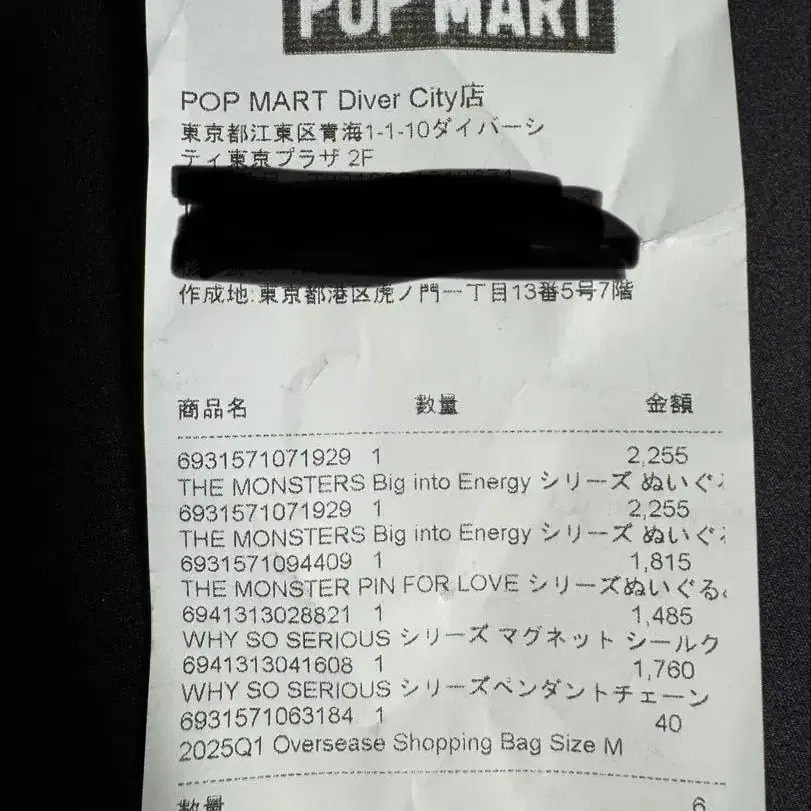 POP MART
POP MART Diver City店
東京都江東区青海1-1-10ダイバーシ
ティ東京プラザ 2F
作成地:東京都港区虎ノ門一丁目13番5号7階
商品名 数量 金額
6931571071929 1 2,255
THE MONSTERS Big into Energy シリーズ ぬいぐ
6931571071929 1 2,255
THE MONSTERS Big into Energy シリーズ ぬいぐ
6931571094409 1 1,815
THE MONSTER PIN FOR LOVE シリーズぬいぐる
6941313028821 1 1,485
WHY SO SERIOUS シリーズ マグネット シールク
6941313041608 1 1,760
WHY SO SERIOUS シリーズペンダントチェーン
6931571063184 1 40
2025Q1 Oversease Shopping Bag Size M
数量 6